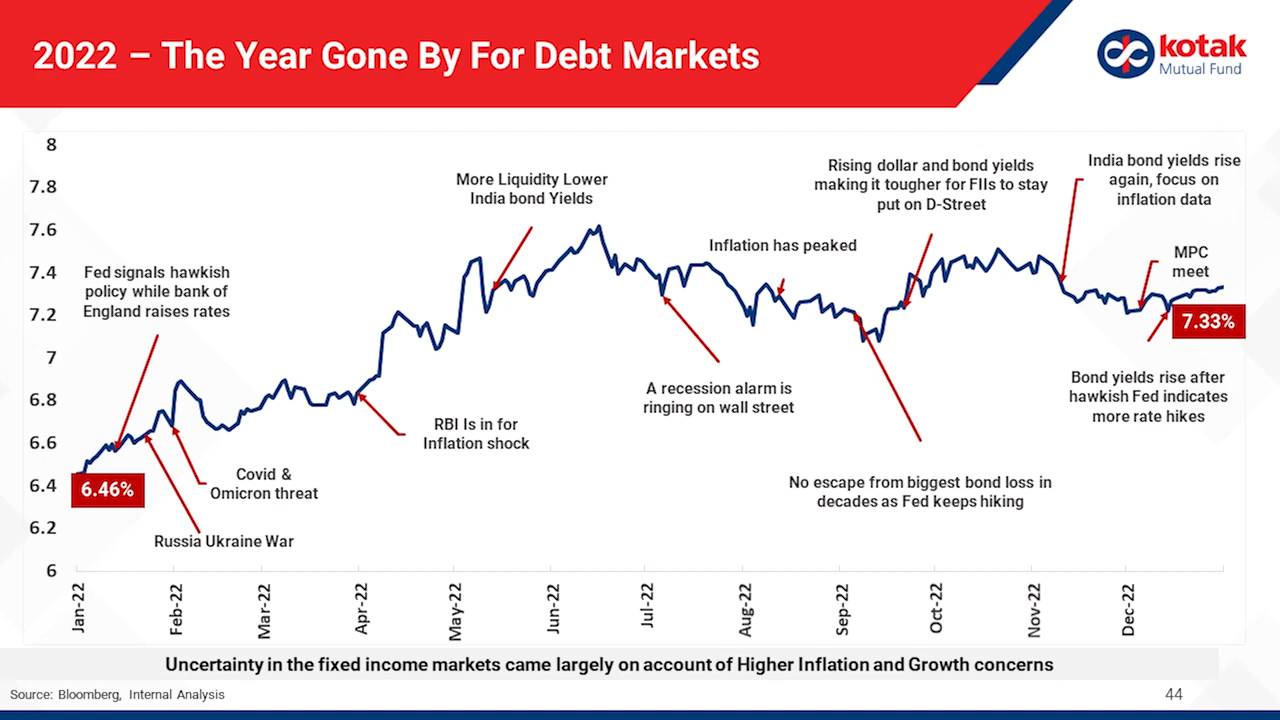 2022 – The Year Gone By For Debt Markets
kotak
Mutual Fund
8
7.8
7.6
7.4
7.2
7
6.8
6.6
6.4
6.2
6
Fed signals hawkish
policy while bank of
England raises rates
6.46%
Russia Ukraine War
Covid &
Omicron threat
RBI Is in for
Inflation shock
More Liquidity Lower
India bond Yields
A recession alarm is
ringing on wall street
Inflation has peaked
Rising dollar and bond yields
making it tougher for FIIs to stay
put on D-Street
No escape from biggest bond loss in
decades as Fed keeps hiking
India bond yields rise
again, focus on
inflation data
MPC
meet
7.33%
Bond yields rise after
hawkish Fed indicates
more rate hikes
Jan-22
Feb-22
Mar-22
Apr-22
May-22
Jun-22
Jul-22
Aug-22
Sep-22
Oct-22
Nov-22
Dec-22
Uncertainty in the fixed income markets came largely on account of Higher Inflation and Growth concerns
Source: Bloomberg, Internal Analysis
44